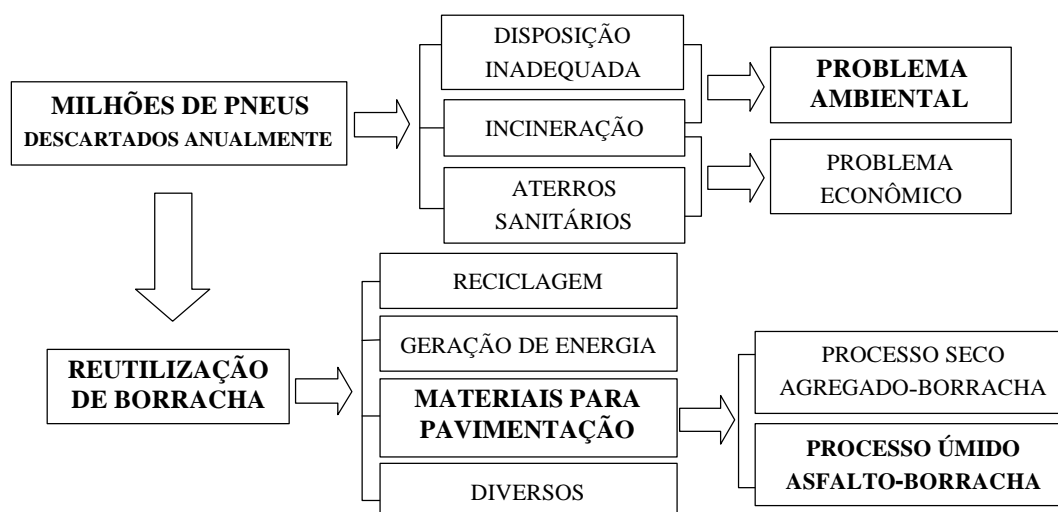 MILHÕES DE PNEUS
DESCARTADOS ANUALMENTE
DISPOSIÇÃO
INADEQUADA
INCINERAÇÃO
ATERROS
SANITÁRIOS
PROBLEMA
AMBIENTAL
PROBLEMA
ECONÔMICO
REUTILIZAÇÃO
DE BORRACHA
RECICLAGEM
GERAÇÃO DE ENERGIA
MATERIAIS PARA
PAVIMENTAÇÃO
DIVERSOS
PROCESSO SECO
AGREGADO-BORRACHA
PROCESSO ÚMIDO
ASFALTO-BORRACHA